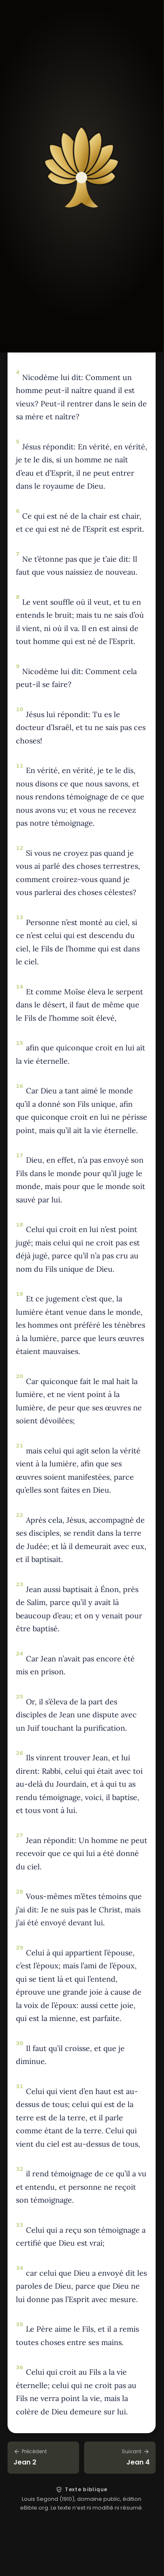 4 Nicodème lui dit: Comment un
homme peut-il naître quand il est
vieux? Peut-il rentrer dans le sein de
sa mère et naître?
5 Jésus répondit: En vérité, en vérité,
je te le dis, si un homme ne naît
d’eau et d’Esprit, il ne peut entrer
dans le royaume de Dieu.
6 Ce qui est né de la chair est chair,
et ce qui est né de l’Esprit est esprit.
7 Ne t’étonne pas que je t’aie dit: Il
faut que vous naissiez de nouveau.
8 Le vent souffle où il veut, et tu en
entends le bruit; mais tu ne sais d’où
il vient, ni où il va. Il en est ainsi de
tout homme qui est né de l’Esprit.
9 Nicodème lui dit: Comment cela
peut-il se faire?
10 Jésus lui répondit: Tu es le
docteur d’Israël, et tu ne sais pas ces
choses!
11 En vérité, en vérité, je te le dis,
nous disons ce que nous savons, et
nous rendons témoignage de ce que
nous avons vu; et vous ne recevez
pas notre témoignage.
12 Si vous ne croyez pas quand je
vous ai parlé des choses terrestres,
comment croirez-vous quand je
vous parlerai des choses célestes?
13 Personne n’est monté au ciel, si
ce n’est celui qui est descendu du
ciel, le Fils de l’homme qui est dans
le ciel.
14 Et comme Moïse éleva le serpent
dans le désert, il faut de même que
le Fils de l’homme soit élevé,
15 afin que quiconque croit en lui ait
la vie éternelle.
16 Car Dieu a tant aimé le monde
qu’il a donné son Fils unique, afin
que quiconque croit en lui ne périsse
point, mais qu’il ait la vie éternelle.
17 Dieu, en effet, n’a pas envoyé son
Fils dans le monde pour qu’il juge le
monde, mais pour que le monde soit
sauvé par lui.
18 Celui qui croit en lui n’est point
jugé; mais celui qui ne croit pas est
déjà jugé, parce qu’il n’a pas cru au
nom du Fils unique de Dieu.
19 Et ce jugement c’est que, la
lumière étant venue dans le monde,
les hommes ont préféré les ténèbres
à la lumière, parce que leurs œuvres
étaient mauvaises.
20 Car quiconque fait le mal hait la
lumière, et ne vient point à la
lumière, de peur que ses œuvres ne
soient dévoilées;
21 mais celui qui agit selon la vérité
vient à la lumière, afin que ses
œuvres soient manifestées, parce
qu’elles sont faites en Dieu.
22 Après cela, Jésus, accompagné de
ses disciples, se rendit dans la terre
de Judée; et là il demeurait avec eux,
et il baptisait.
23 Jean aussi baptisait à Énon, près
de Salim, parce qu’il y avait là
beaucoup d’eau; et on y venait pour
être baptisé.
24 Car Jean n’avait pas encore été
mis en prison.
25 Or, il s’éleva de la part des
disciples de Jean une dispute avec
un Juif touchant la purification.
26 Ils vinrent trouver Jean, et lui
dirent: Rabbi, celui qui était avec toi
au-delà du Jourdain, et à qui tu as
rendu témoignage, voici, il baptise,
et tous vont à lui.
27 Jean répondit: Un homme ne peut
recevoir que ce qui lui a été donné
du ciel.
28 Vous-mêmes m’êtes témoins que
j’ai dit: Je ne suis pas le Christ, mais
j’ai été envoyé devant lui.
29 Celui à qui appartient l’épouse,
c’est l’époux; mais l’ami de l’époux,
qui se tient là et qui l’entend,
éprouve une grande joie à cause de
la voix de l’époux: aussi cette joie,
qui est la mienne, est parfaite.
30 Il faut qu’il croisse, et que je
diminue.
31 Celui qui vient d’en haut est au-
dessus de tous; celui qui est de la
terre est de la terre, et il parle
comme étant de la terre. Celui qui
vient du ciel est au-dessus de tous,
32 il rend témoignage de ce qu’il a vu
et entendu, et personne ne reçoit
son témoignage.
33 Celui qui a reçu son témoignage a
certifié que Dieu est vrai;
34 car celui que Dieu a envoyé dit les
paroles de Dieu, parce que Dieu ne
lui donne pas l’Esprit avec mesure.
35 Le Père aime le Fils, et il a remis
toutes choses entre ses mains.
36 Celui qui croit au Fils a la vie
éternelle; celui qui ne croit pas au
Fils ne verra point la vie, mais la
colère de Dieu demeure sur lui.
← Précédent
Jean 2
Suivant →
Jean 4
Texte biblique
Louis Segond (1910), domaine public, édition
eBible.org. Le texte n’est ni modifié ni résumé.